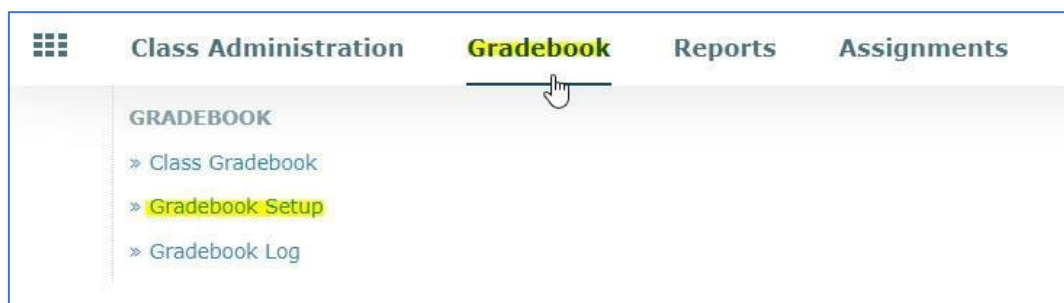 Class Administration Gradebook Reports Assignments
GRADEBOOK
» Class Gradebook
» Gradebook Setup
» Gradebook Log